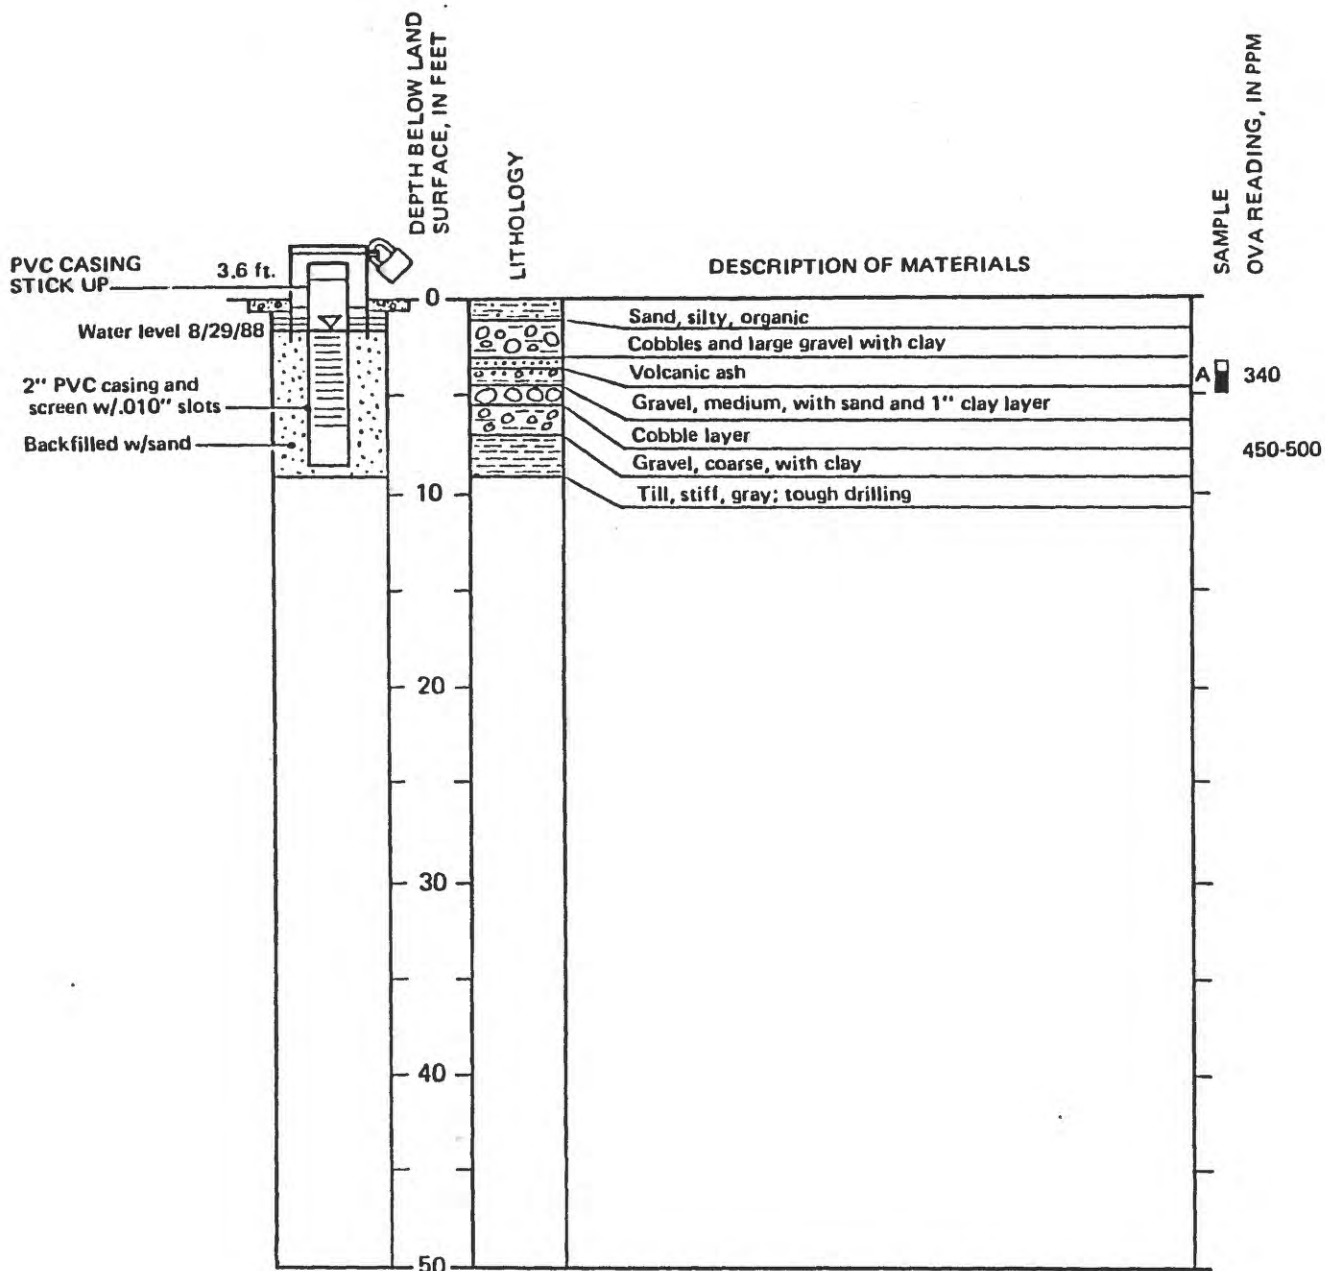 DEPTH BELOW LAND
SURFACE, IN FEET
LITHOLOGY
DESCRIPTION OF MATERIALS
SAMPLE
OVA READING, IN PPM
PVC CASING
STICK UP
3.6 ft.
Water level 8/29/88
2" PVC casing and
screen w/.010" slots
Backfilled w/sand
0
10
20
30
40
50
Sand, silty, organic
Cobbles and large gravel with clay
Volcanic ash
Gravel, medium, with sand and 1" clay layer
Cobble layer
Gravel, coarse, with clay
Till, stiff, gray; tough drilling
A
340
450-500